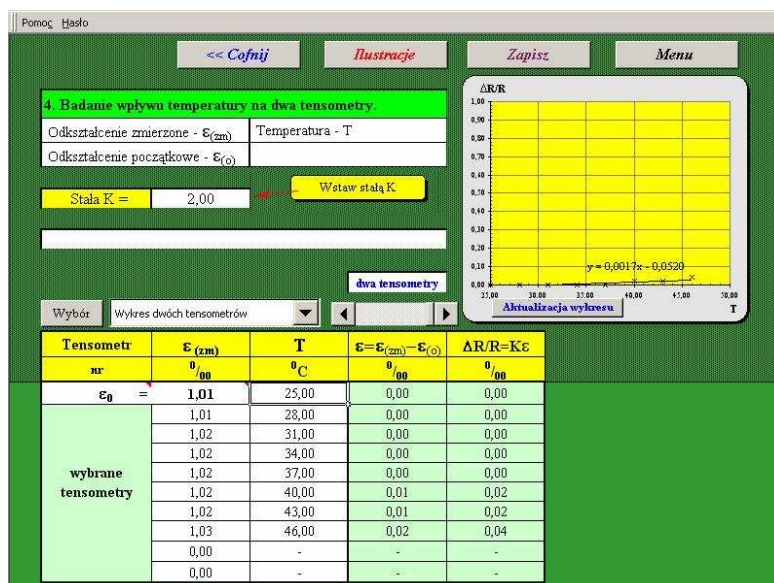 Pomoc Hasło
<< Cofnij Ilustracje Zapisz Menu
4. Badanie wpływu temperatury na dwa tensometry.
Odkształcenie zmierzone - ε(zm) Temperatura - T
Odkształcenie początkowe - ε(o)
Stała K = 2,00 Wstaw stałą K
dwa tensometry
Wybór Wykres dwóch tensometrów
ΔR/R
1,00
0,90
0,80
0,70
0,60
0,50
0,40
0,30
0,20
0,10
y = 0,0017x - 0,0520
0,00
25,00 30,00 35,00 40,00 45,00 50,00
Aktualizacja wykresu T
Tensometr ε (zm) T ε=ε(zm)−ε(o) ΔR/R=Kε
nr 0/00 0C 0/00 0/00
ε0 = 1,01 25,00 0,00 0,00
1,01 28,00 0,00 0,00
1,02 31,00 0,00 0,00
1,02 34,00 0,00 0,00
wybrane 1,02 37,00 0,00 0,00
tensometry 1,02 40,00 0,01 0,02
1,02 43,00 0,01 0,02
1,03 46,00 0,02 0,04
0,00 - - -
0,00 - - -